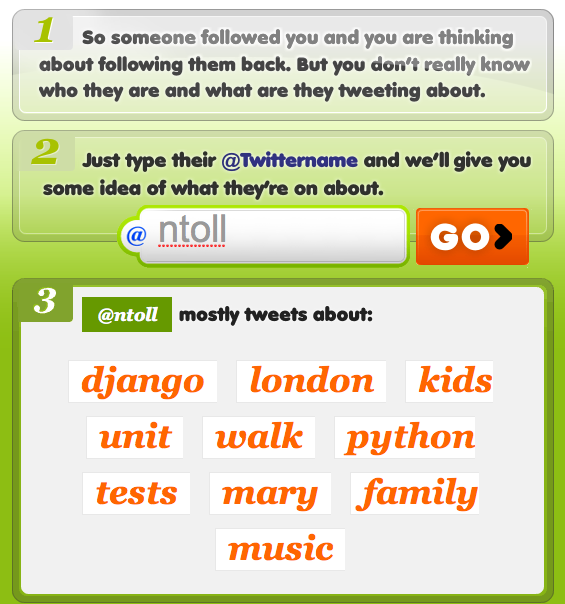 1 So someone followed you and you are thinking
about following them back. But you don't really know
who they are and what are they tweeting about.
2 Just type their @Twittername and we'll give you
some idea of what they're on about.
@ ntoll GO
3 @ntoll mostly tweets about:
django london kids
unit walk python
tests mary family
music